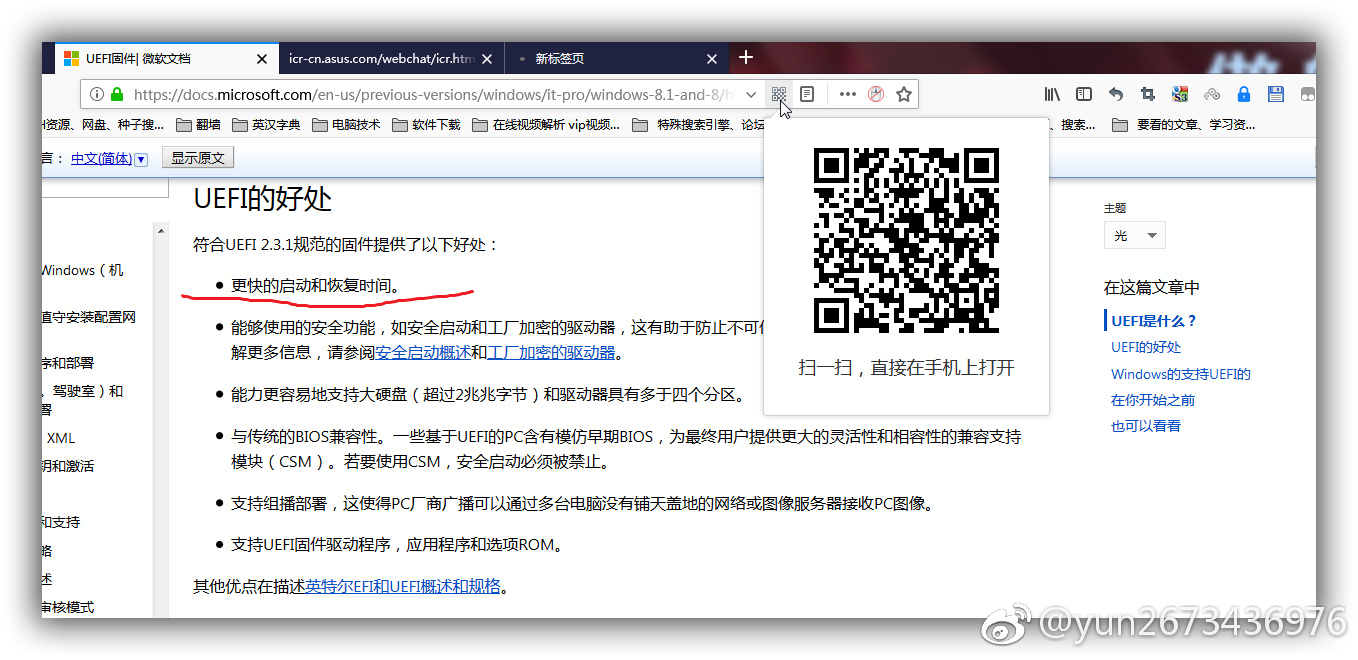 UEFI固件| 微软文档
icr-cn.asus.com/webchat/icr.htm
新标签页
https://docs.microsoft.com/en-us/previous-versions/windows/it-pro/windows-8.1-and-8/h
资源、网盘、种子搜...
翻墙
英汉字典
电脑技术
软件下载
在线视频解析 vip视频...
特殊搜索引擎、论坛
、搜索...
要看的文章、学习资...
言：
中文(简体)
显示原文
Windows（机
值守安装配置网
序和部署
、驾驶室）和
署
XML
明和激活
和支持
略
述
审核模式
UEFI的好处
符合UEFI 2.3.1规范的固件提供了以下好处：
● 更快的启动和恢复时间。
● 能够使用的安全功能，如安全启动和工厂加密的驱动器，这有助于防止不可
解更多信息，请参阅安全启动概述和工厂加密的驱动器。
● 能力更容易地支持大硬盘（超过2兆兆字节）和驱动器具有多于四个分区。
● 与传统的BIOS兼容性。一些基于UEFI的PC含有模仿早期BIOS，为最终用户提供更大的灵活性和相容性的兼容支持
模块（CSM）。若要使用CSM，安全启动必须被禁止。
● 支持组播部署，这使得PC厂商广播可以通过多台电脑没有铺天盖地的网络或图像服务器接收PC图像。
● 支持UEFI固件驱动程序，应用程序和选项ROM。
其他优点在描述英特尔EFI和UEFI概述和规格。
扫一扫，直接在手机上打开
主题
光
在这篇文章中
UEFI是什么？
UEFI的好处
Windows的支持UEFI的
在你开始之前
也可以看看
@yun2673436976